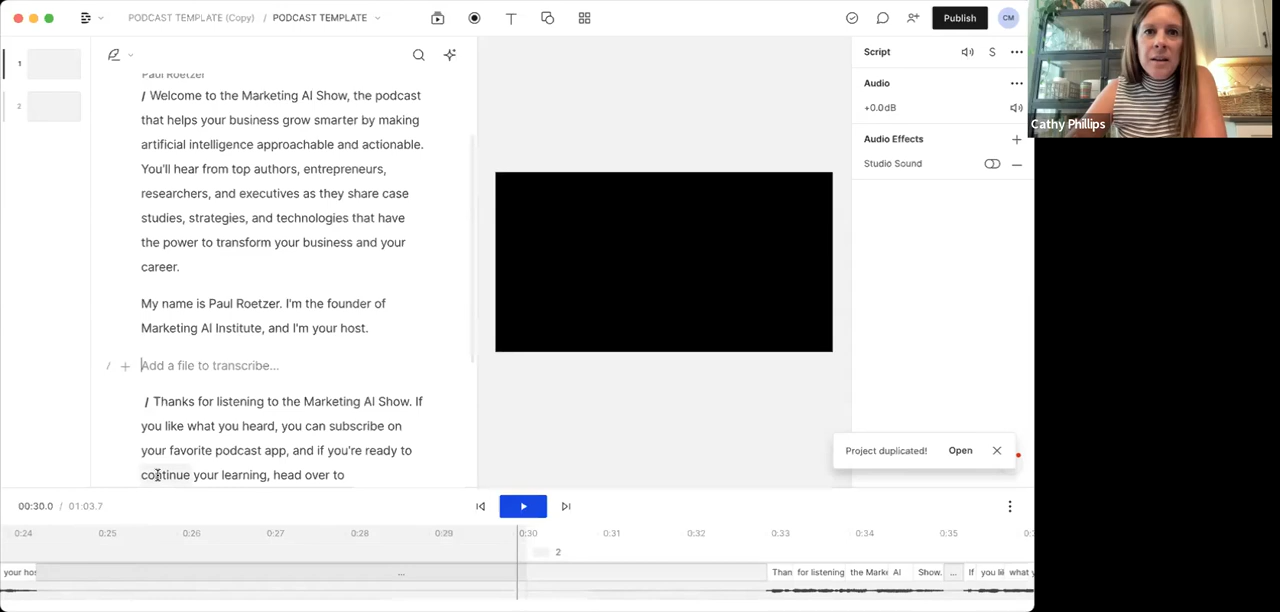 PODCAST TEMPLATE (Copy) / PODCAST TEMPLATE
Publish
CM
1
2
Paul Roetzer
/ Welcome to the Marketing AI Show, the podcast
that helps your business grow smarter by making
artificial intelligence approachable and actionable.
You'll hear from top authors, entrepreneurs,
researchers, and executives as they share case
studies, strategies, and technologies that have
the power to transform your business and your
career.
My name is Paul Roetzer. I'm the founder of
Marketing AI Institute, and I'm your host.
/ + Add a file to transcribe...
/ Thanks for listening to the Marketing AI Show. If
you like what you heard, you can subscribe on
your favorite podcast app, and if you're ready to
continue your learning, head over to
Script
S
Audio
+0.0dB
Audio Effects
Studio Sound
Cathy Phillips
Project duplicated! Open
00:30.0 / 01:03.7
0:24 0:25 0:26 0:27 0:28 0:29 0:30 0:31 0:32 0:33 0:34 0:35
2
your hos ... Than for listening the Marke AI Show. ... If you lil what y